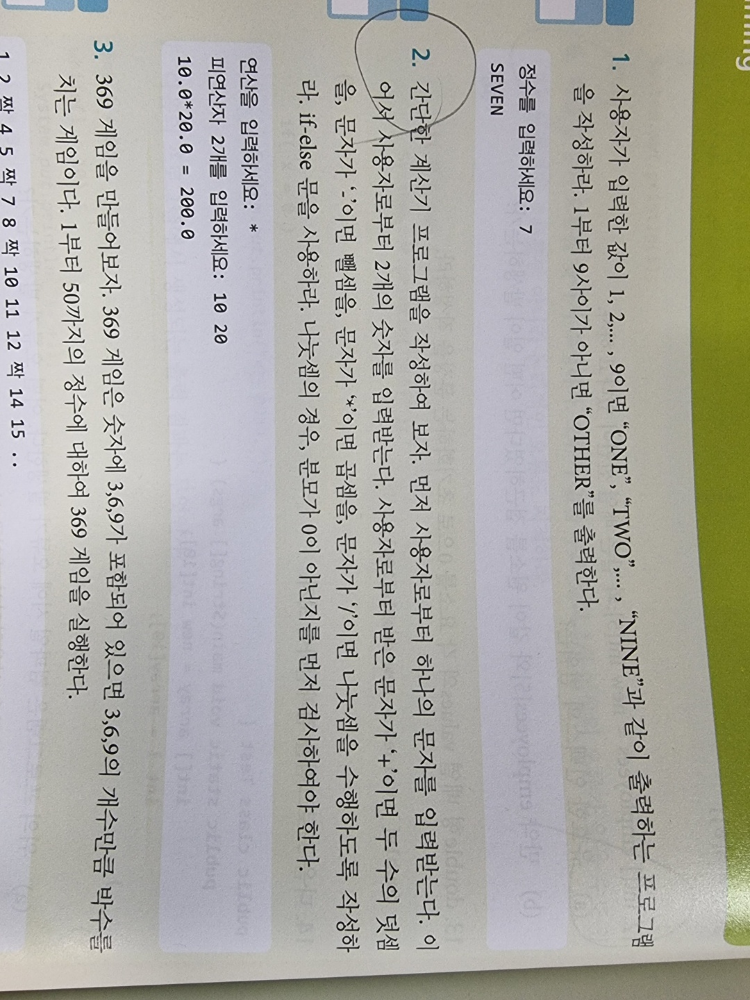 1. 사용자가 입력한 값이 1, 2,... , 9이면 “ONE”, “TWO”,... , “NINE”과 같이 출력하는 프로그램
을 작성하라. 1부터 9사이가 아니면 “OTHER”를 출력한다.
정수를 입력하세요: 7
SEVEN
2. 간단한 계산기 프로그램을 작성하여 보자. 먼저 사용자로부터 하나의 문자를 입력받는다. 이
어서 사용자로부터 2개의 숫자를 입력받는다. 사용자로부터 받은 문자가 ‘+’이면 두 수의 덧셈
을, 문자가 ‘-’이면 뺄셈을, 문자가 ‘*’이면 곱셈을, 문자가 ‘/’이면 나눗셈을 수행하도록 작성하
라. if-else 문을 사용하라. 나눗셈의 경우, 분모가 0이 아닌지를 먼저 검사하여야 한다.
연산을 입력하세요: *
피연산자 2개를 입력하세요: 10 20
10.0*20.0 = 200.0
3. 369 게임을 만들어보자. 369 게임은 숫자에 3,6,9가 포함되어 있으면 3,6,9의 개수만큼 박수를
치는 게임이다. 1부터 50까지의 정수에 대하여 369 게임을 실행한다.
1 2 짝 4 5 짝 7 8 짝 10 11 12 짝 14 15 ..